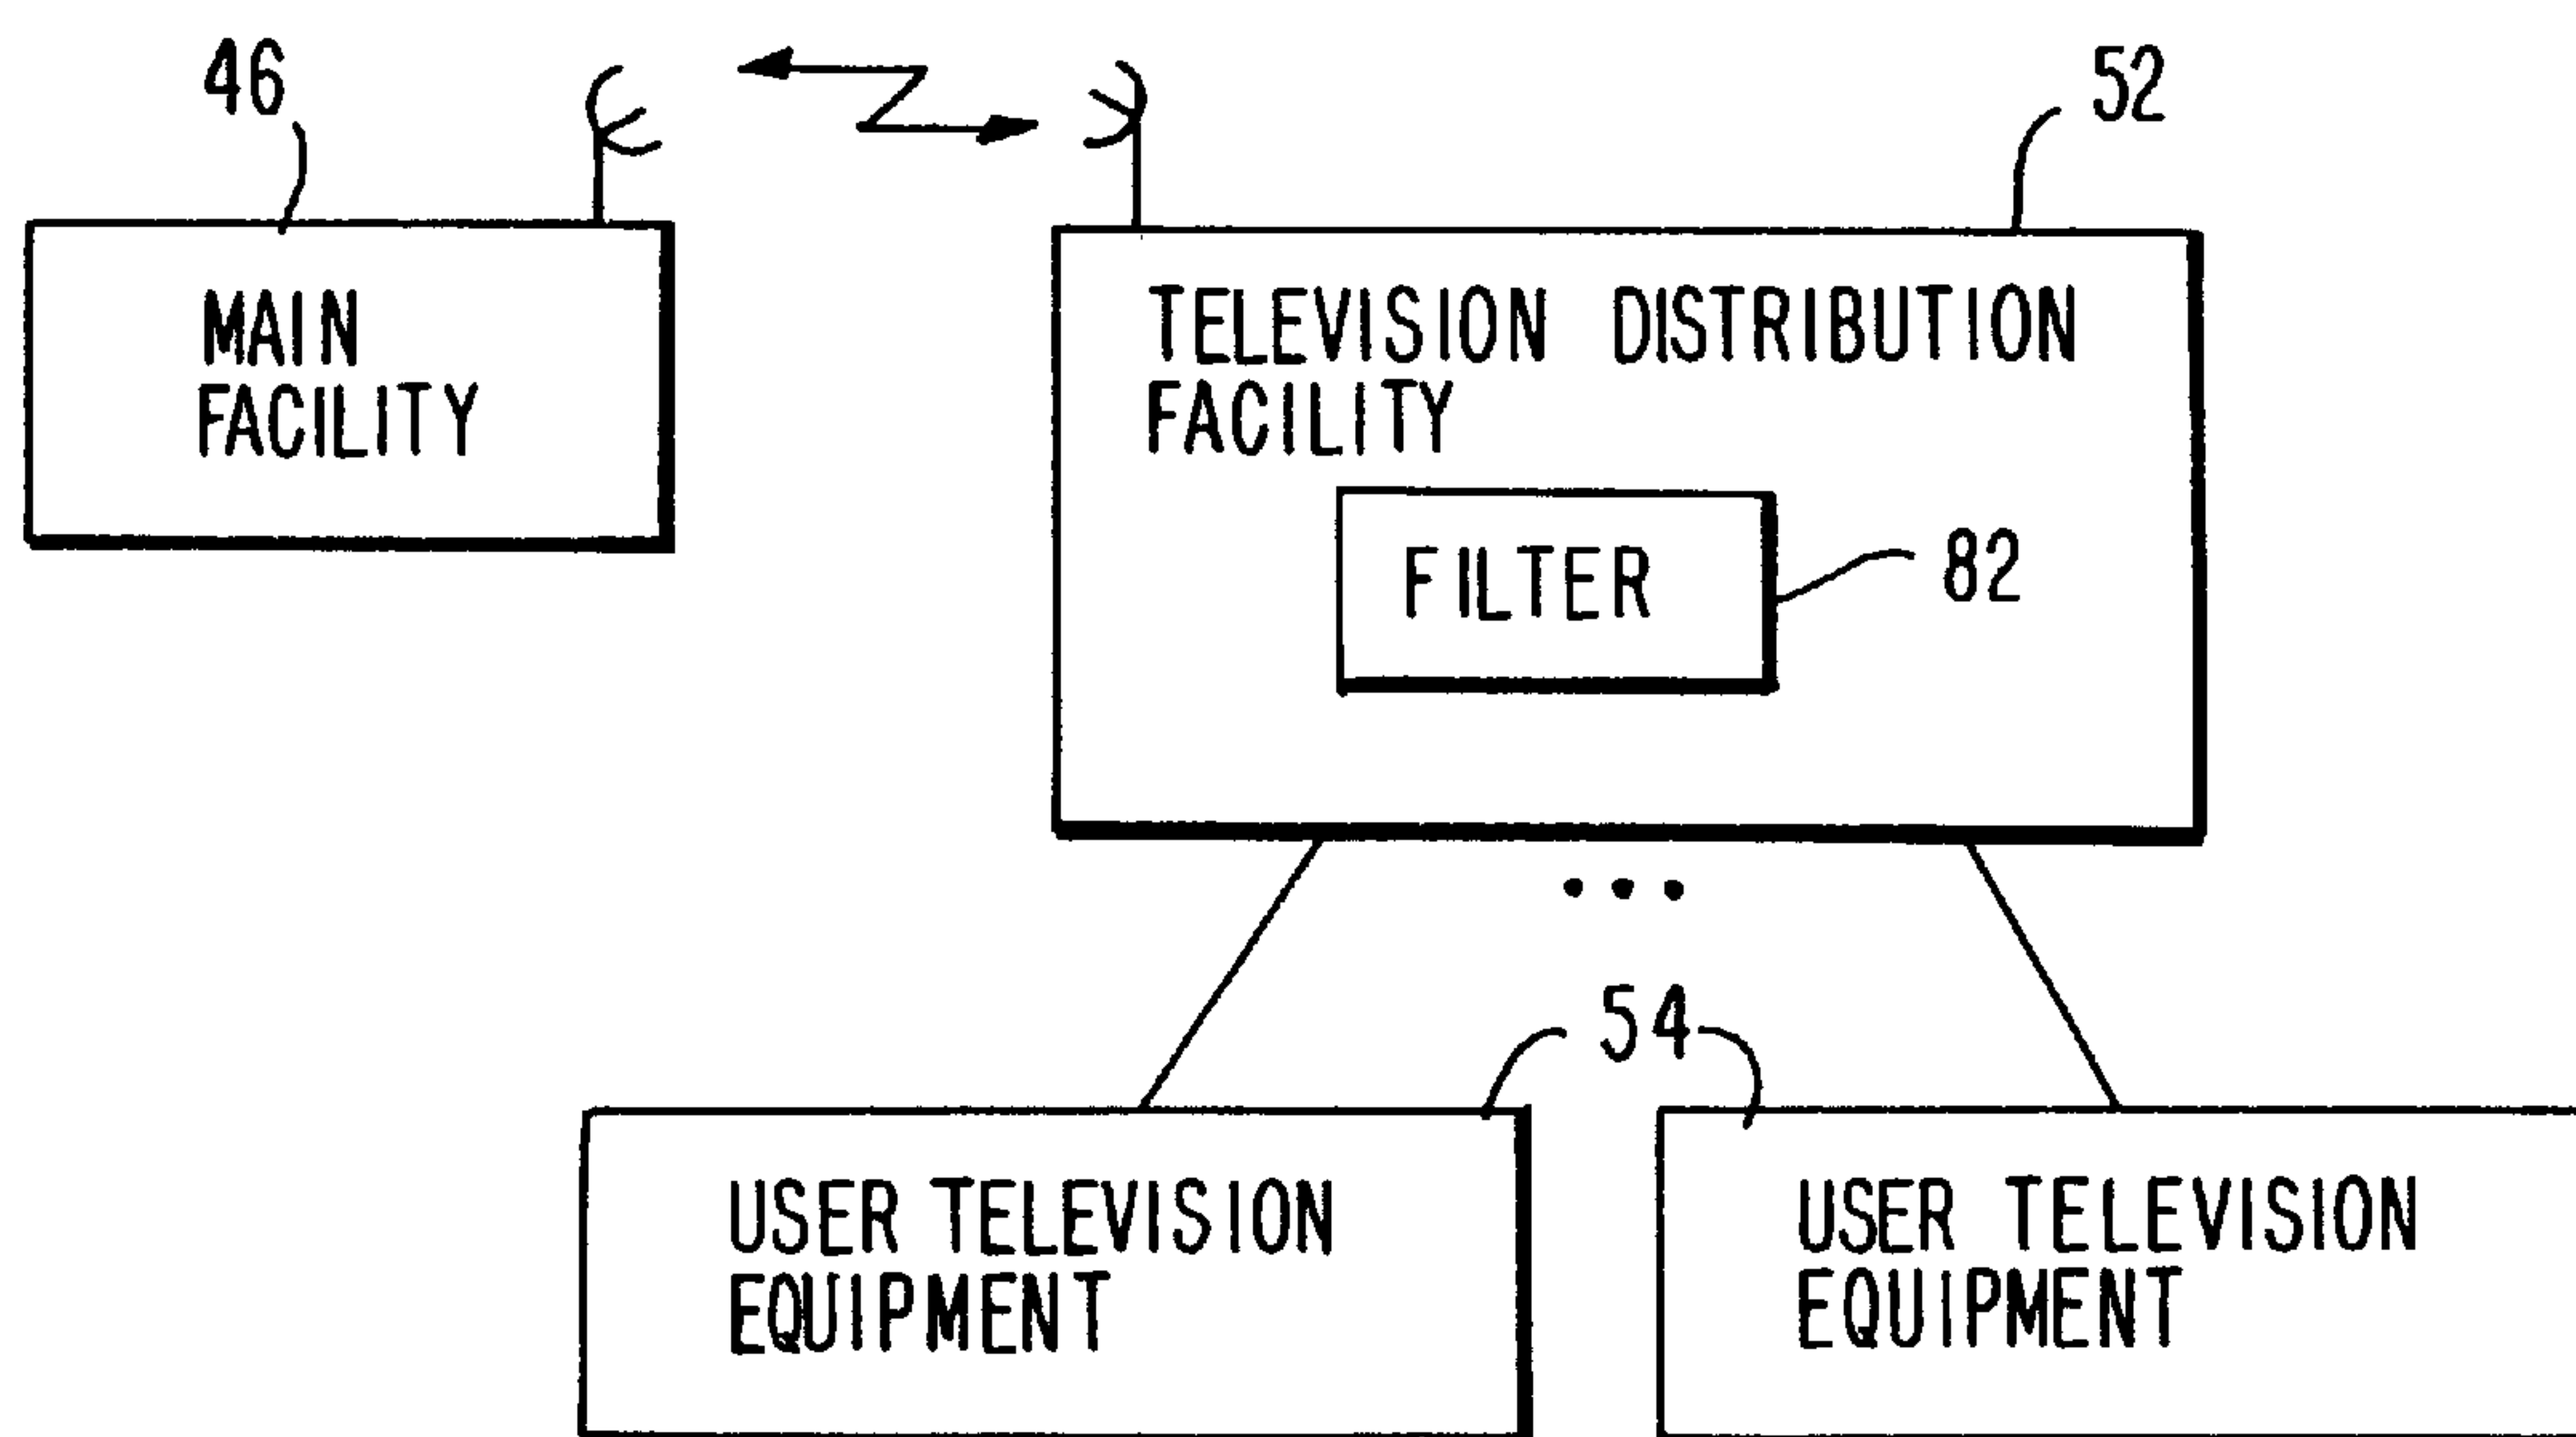 46
52
MAIN
FACILITY
TELEVISION DISTRIBUTION
FACILITY
FILTER
82
54
USER TELEVISION
EQUIPMENT
USER TELEVISION
EQUIPMENT